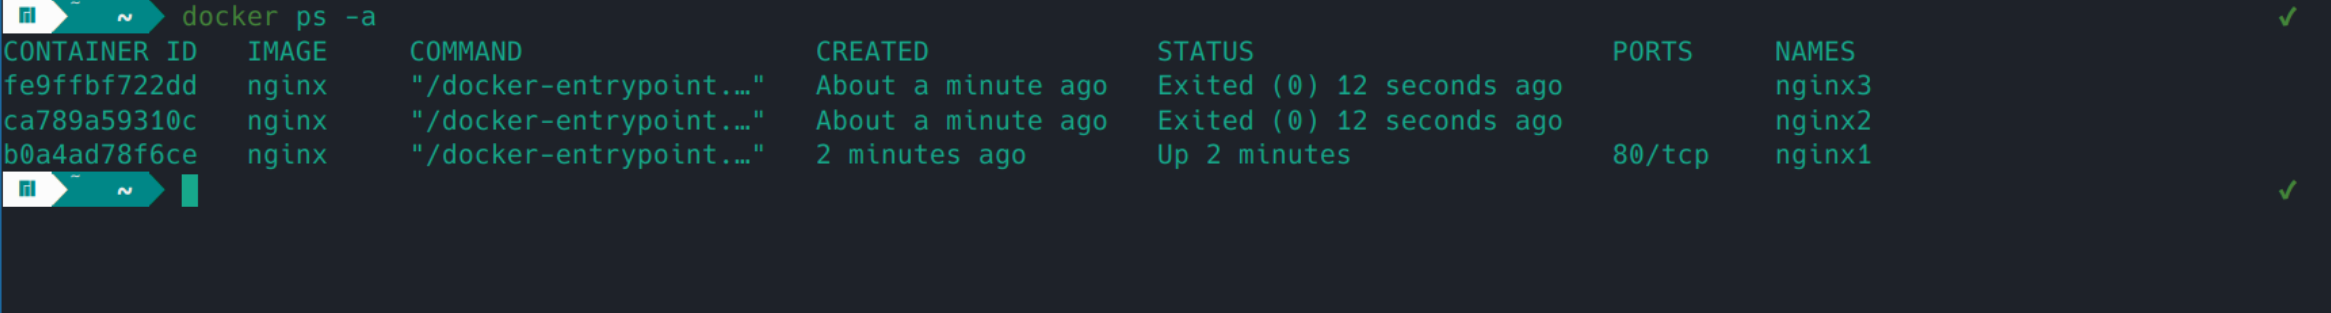 ~ ~ docker ps -a ✓
CONTAINER ID IMAGE COMMAND CREATED STATUS PORTS NAMES
fe9ffbf722dd nginx "/docker-entrypoint.…" About a minute ago Exited (0) 12 seconds ago nginx3
ca789a59310c nginx "/docker-entrypoint.…" About a minute ago Exited (0) 12 seconds ago nginx2
b0a4ad78f6ce nginx "/docker-entrypoint.…" 2 minutes ago Up 2 minutes 80/tcp nginx1
~ ~ ✓